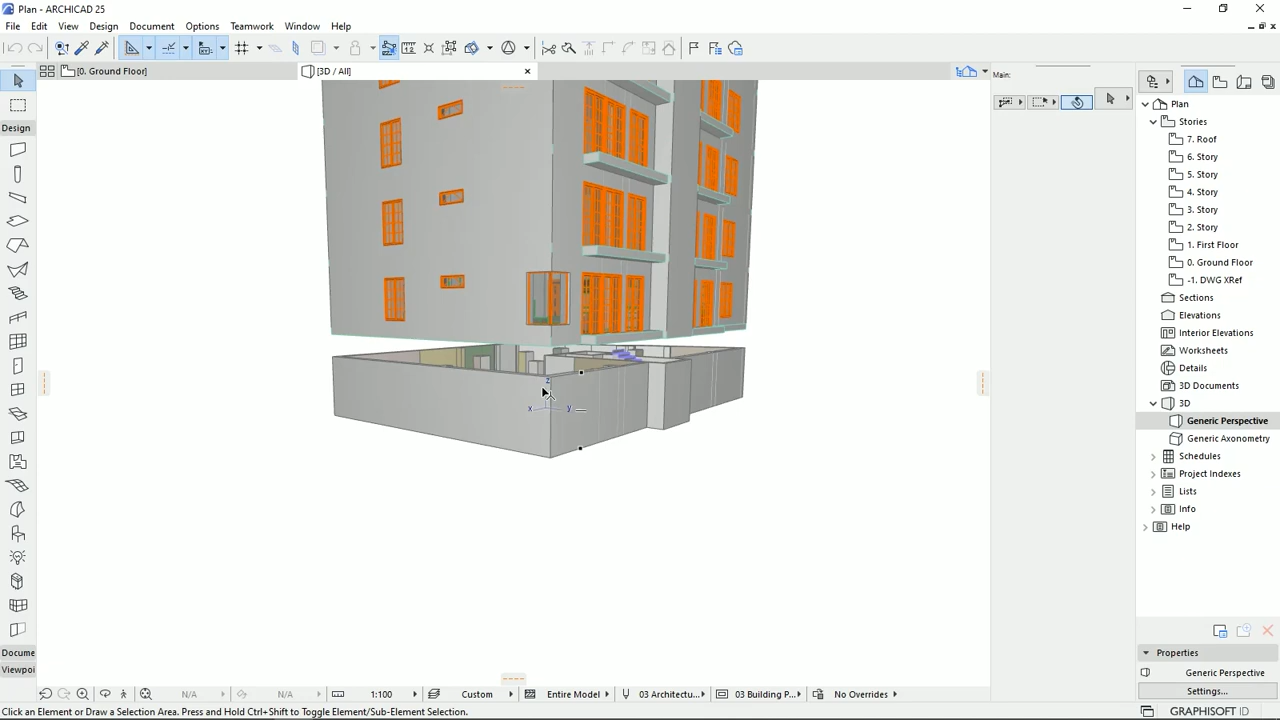 Plan - ARCHICAD 25
File Edit View Design Document Options Teamwork Window Help
[0. Ground Floor]
[3D / All]
Main:
Design
Plan
Stories
7. Roof
6. Story
5. Story
4. Story
3. Story
2. Story
1. First Floor
0. Ground Floor
-1. DWG XRef
Sections
Elevations
Interior Elevations
Worksheets
Details
3D Documents
3D
Generic Perspective
Generic Axonometry
Schedules
Project Indexes
Lists
Info
Help
z
x
y
Docume
Viewpoi
Properties
Generic Perspective
Settings...
N/A N/A 1:100 Custom Entire Model 03 Architectu... 03 Building P... No Overrides
Click an Element or Draw a Selection Area. Press and Hold Ctrl+Shift to Toggle Element/Sub-Element Selection.
GRAPHISOFT ID